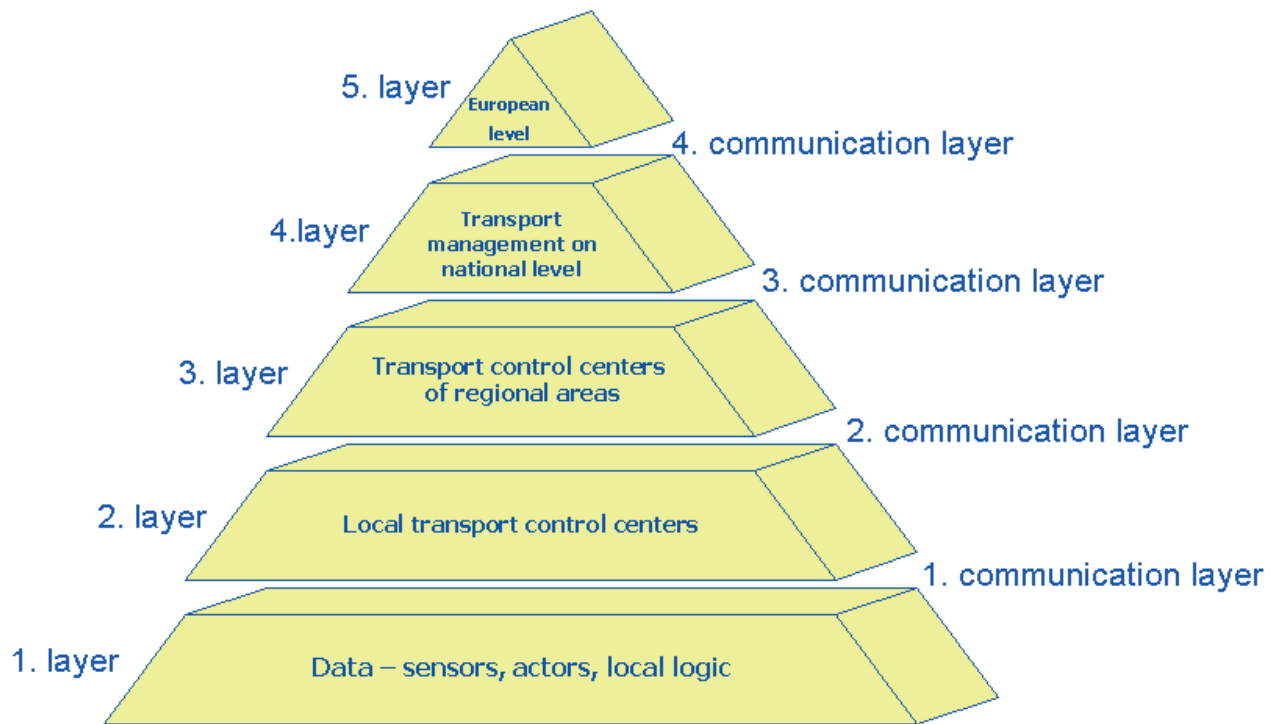 5. layer
European
level
4. communication layer
4.layer
Transport
management on
national level
3. communication layer
3. layer
Transport control centers
of regional areas
2. communication layer
2. layer
Local transport control centers
1. communication layer
1. layer
Data – sensors, actors, local logic